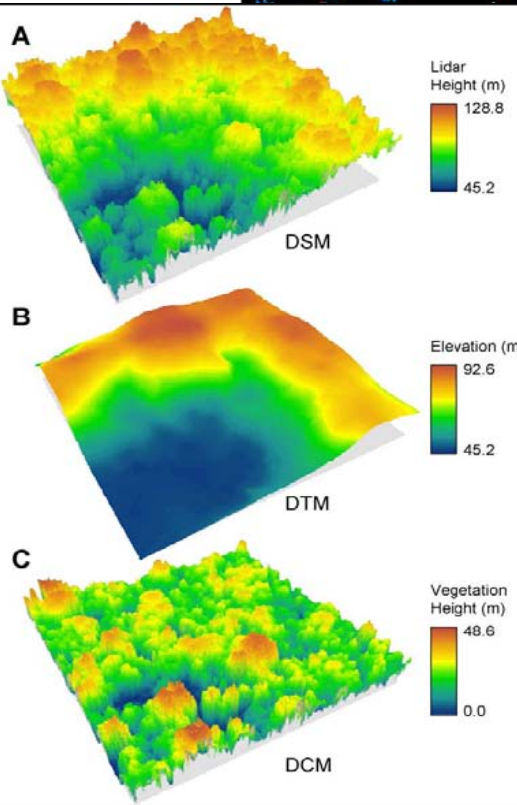 A
Lidar
Height (m)
128.8
45.2
DSM
B
Elevation (m
92.6
45.2
DTM
C
Vegetation
Height (m)
48.6
0.0
DCM